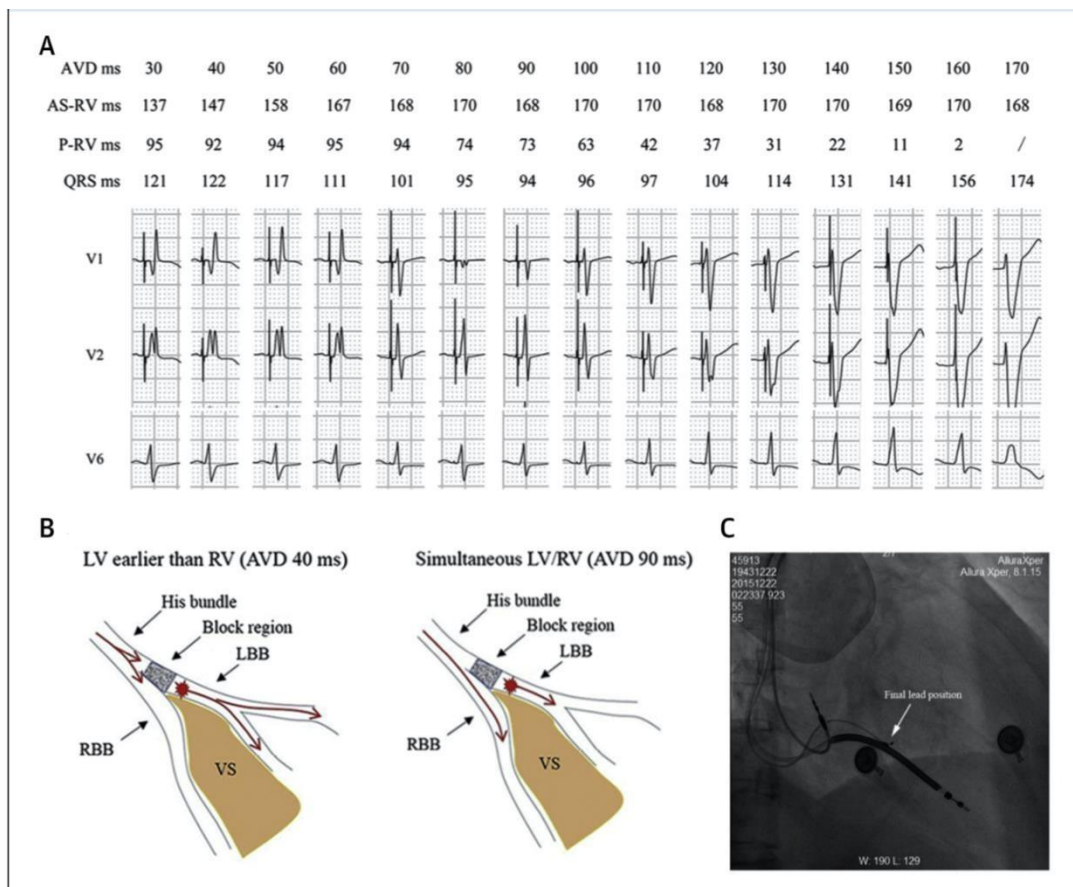 A
AVD ms 30 40 50 60 70 80 90 100 110 120 130 140 150 160 170
AS-RV ms 137 147 158 167 168 170 168 170 170 168 170 170 169 170 168
P-RV ms 95 92 94 95 94 74 73 63 42 37 31 22 11 2 /
QRS ms 121 122 117 111 101 95 94 96 97 104 114 131 141 156 174
V1
V2
V6
B
LV earlier than RV (AVD 40 ms)
His bundle
Block region
LBB
RBB
VS
Simultaneous LV/RV (AVD 90 ms)
His bundle
Block region
LBB
RBB
VS
C
45913
19431222
20151222
022337 923
55
55
AlluraXper
Allura Xper, 8.1.15
Final lead position
W: 190 L: 129